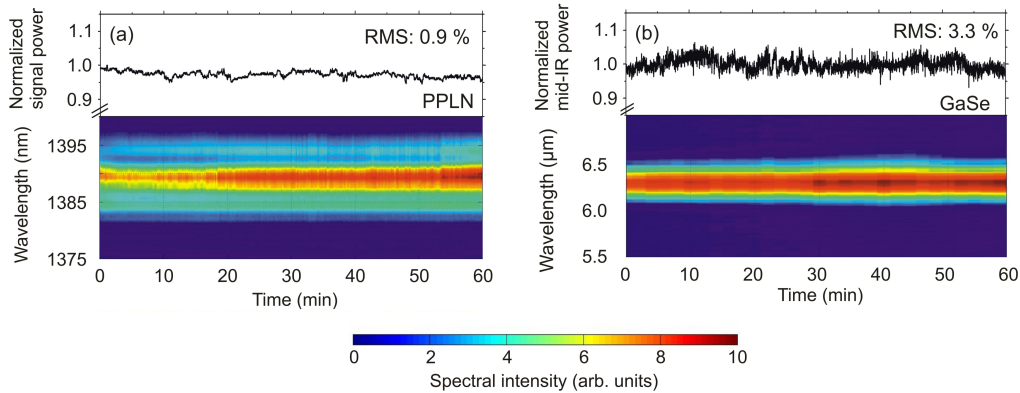 Normalized
signal power
1.1
1.0
0.9
(a)
RMS: 0.9 %
PPLN
Wavelength (nm)
1395
1385
1375
0
10
20
30
40
50
60
Time (min)
Normalized
mid-IR power
1.1
1.0
0.9
(b)
RMS: 3.3 %
GaSe
Wavelength (μm)
6.5
6.0
5.5
0
10
20
30
40
50
60
Time (min)
0
2
4
6
8
10
Spectral intensity (arb. units)